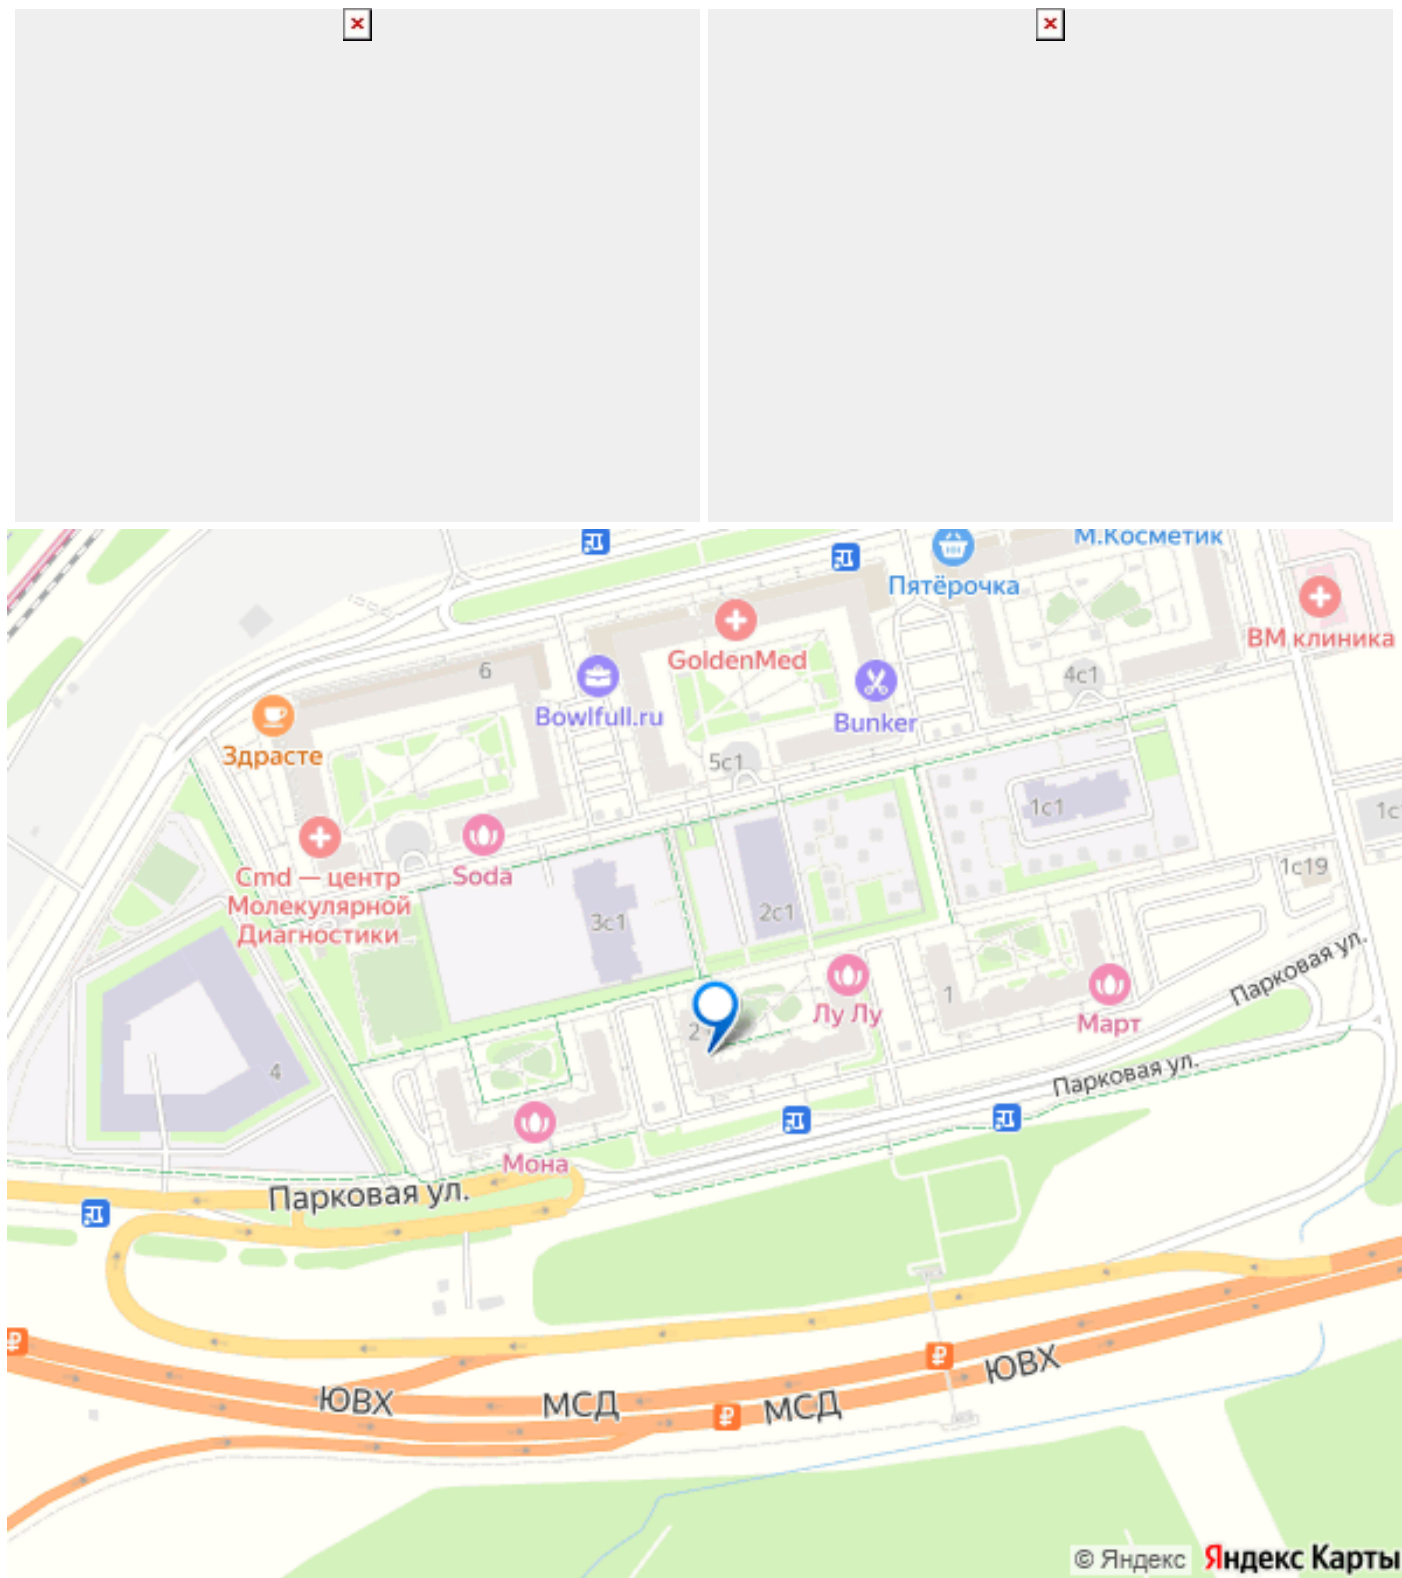 М.Косметик
Пятёрочка
ВМ клиника
GoldenMed
6
4с1
Bowlfull.ru
Bunker
Здрасте
5с1
1с1
1с
Soda
1с19
Cmd — центр
Молекулярной
Диагностики
3с1
2с1
Парковая ул.
1
Лу Лу
Март
2
4
Парковая ул.
Мона
Парковая ул.
ЮВХ
МСД
МСД
ЮВХ
© Яндекс
Яндекс Карты